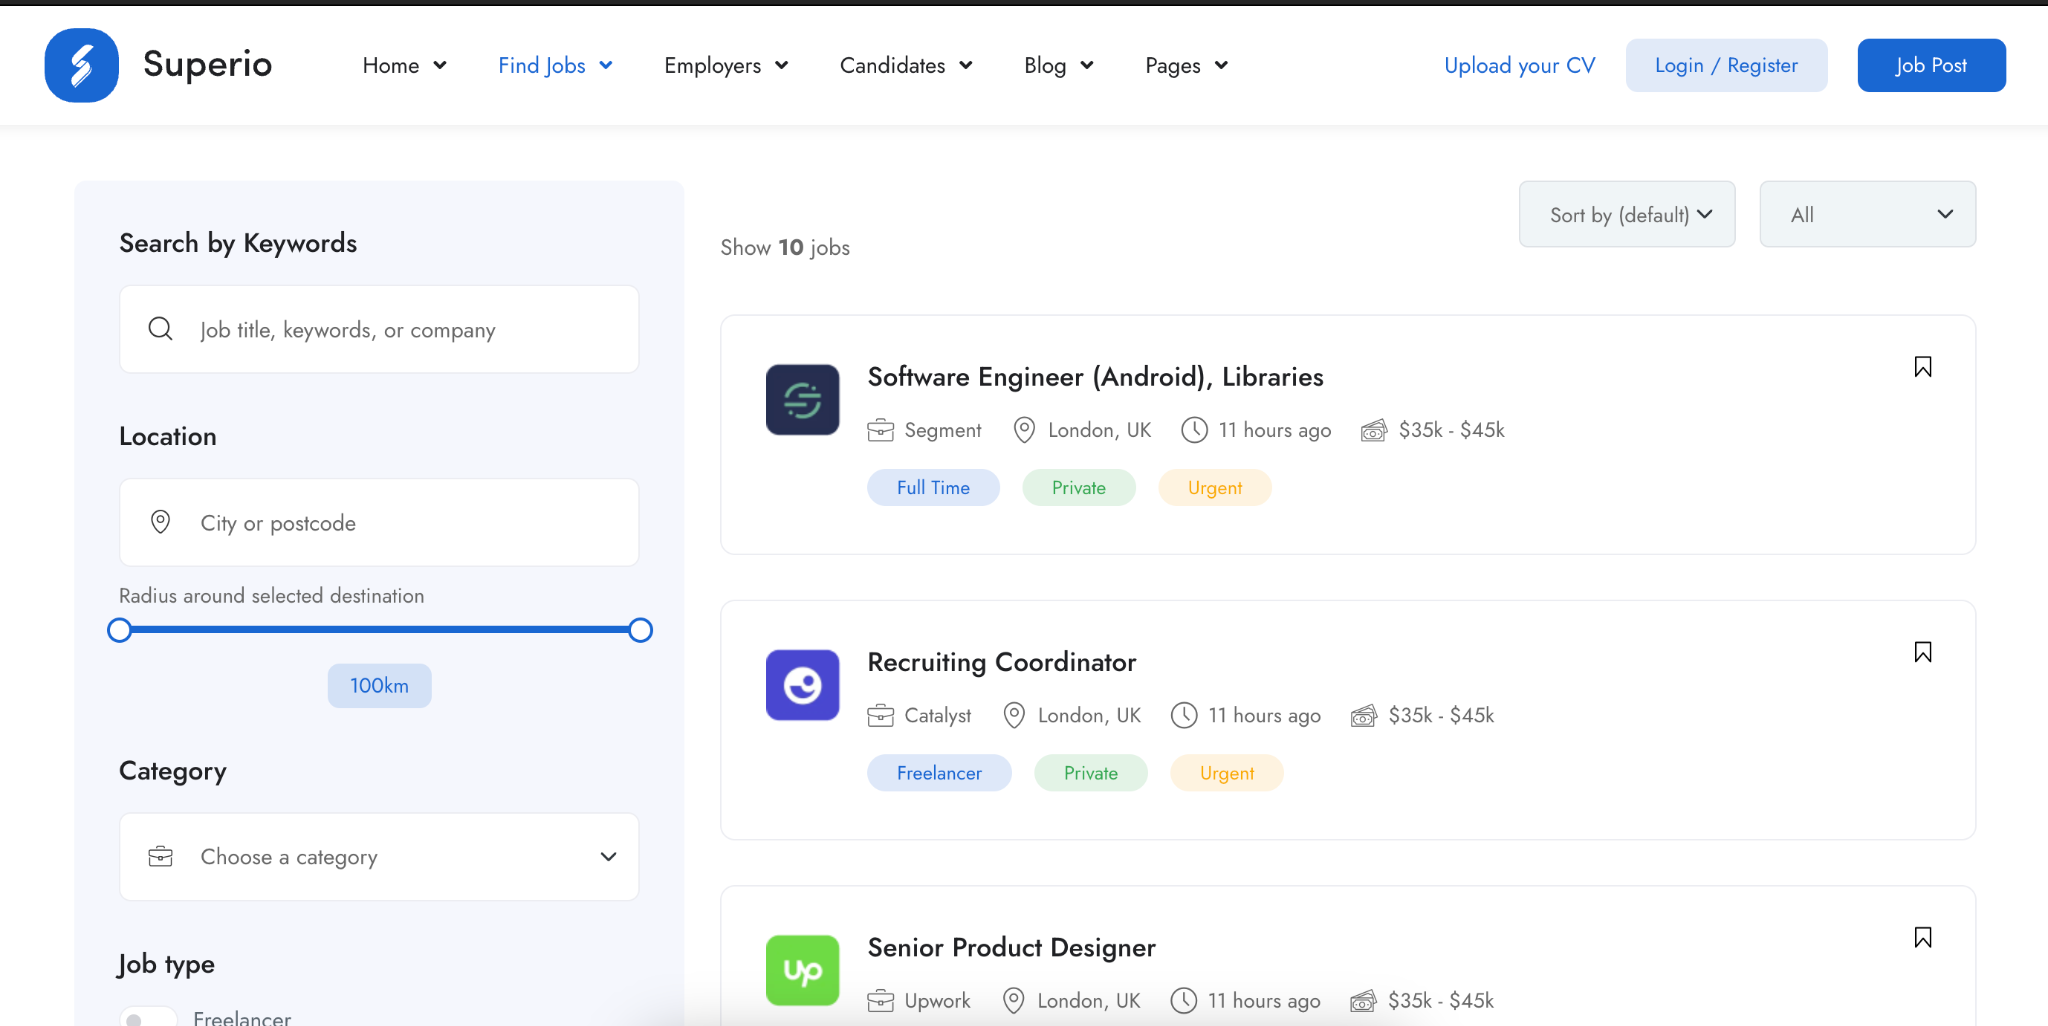 Superio
Home
Find Jobs
Employers
Candidates
Blog
Pages
Upload your CV
Login / Register
Job Post
Search by Keywords
Job title, keywords, or company
Location
City or postcode
Radius around selected destination
100km
Category
Choose a category
Job type
Freelancer
Show 10 jobs
Sort by (default)
All
Software Engineer (Android), Libraries
Segment London, UK 11 hours ago $35k - $45k
Full Time Private Urgent
Recruiting Coordinator
Catalyst London, UK 11 hours ago $35k - $45k
Freelancer Private Urgent
up
Senior Product Designer
Upwork London, UK 11 hours ago $35k - $45k